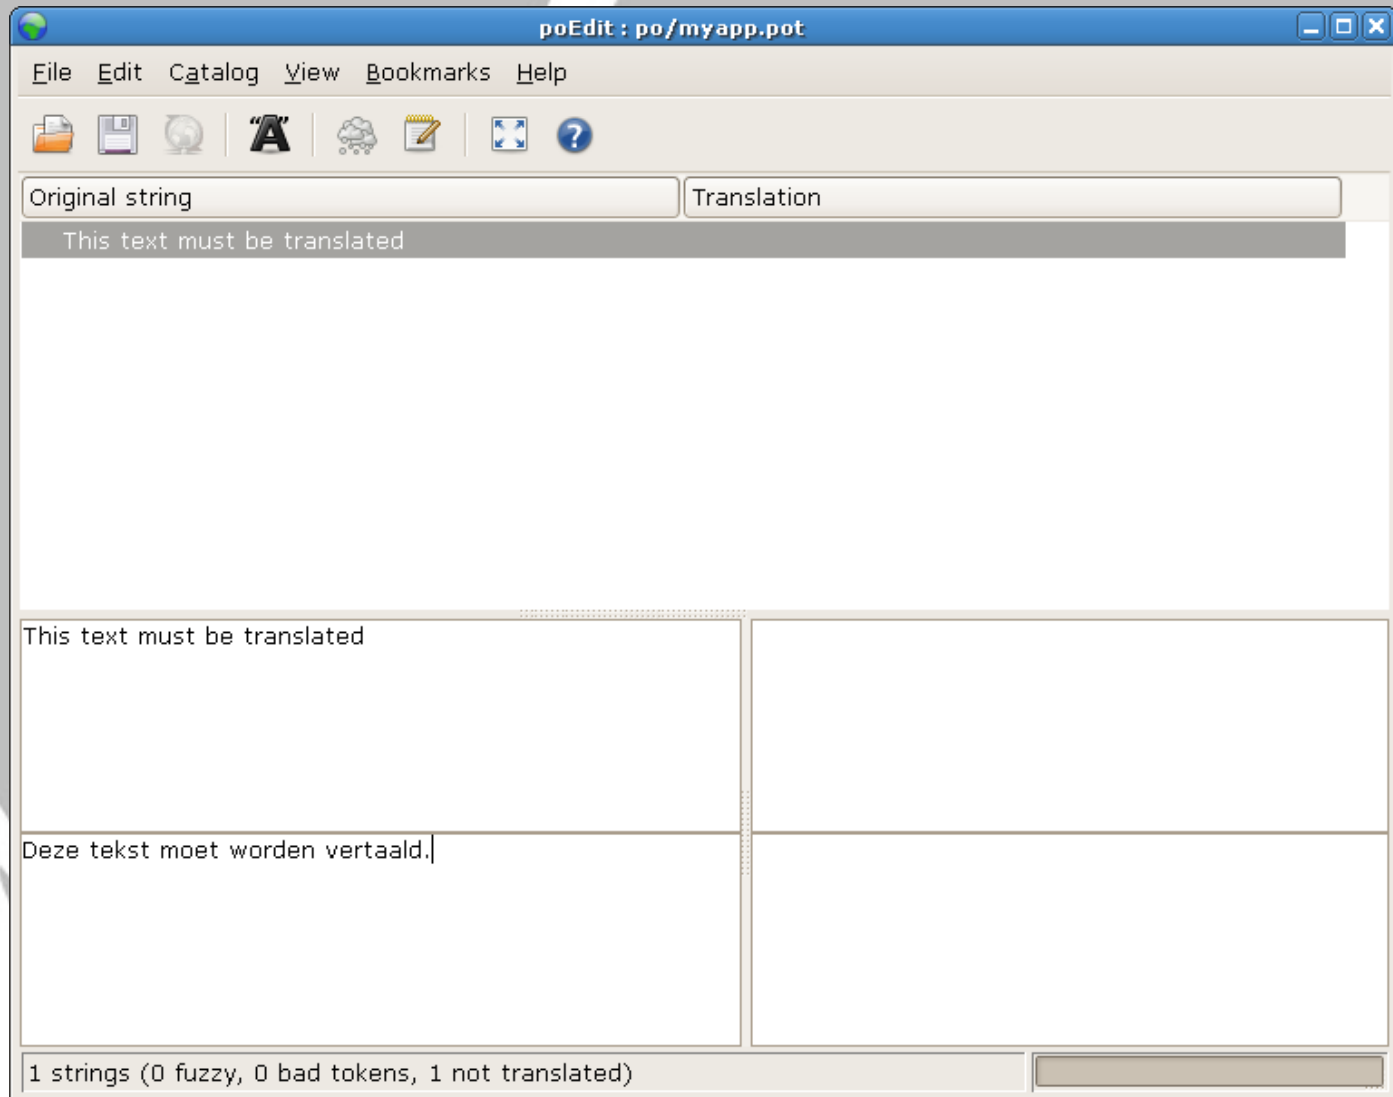 poEdit : po/myapp.pot
File Edit Catalog View Bookmarks Help
"A" ?
Original string Translation
This text must be translated
This text must be translated
Deze tekst moet worden vertaald.
1 strings (0 fuzzy, 0 bad tokens, 1 not translated)